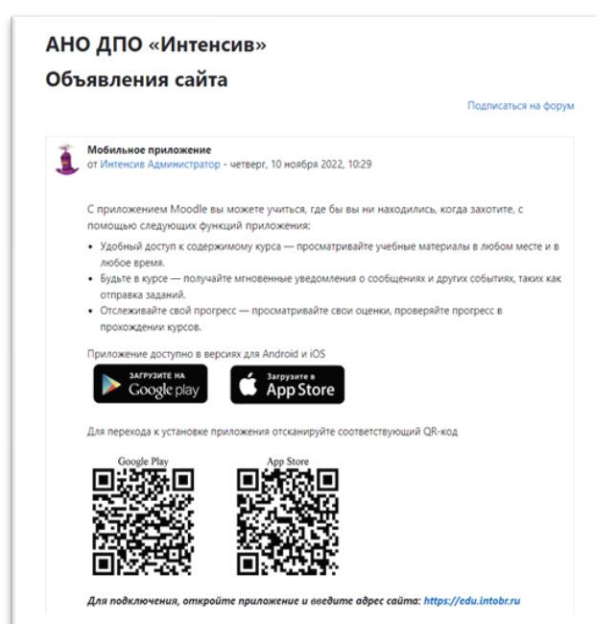 АНО ДПО «Интенсив»
Объявления сайта
Подписаться на форум
Мобильное приложение
от Интенсив Администратор - четверг, 10 ноября 2022, 10:29
С приложением Moodle вы можете учиться, где бы вы ни находились, когда захотите, с
помощью следующих функций приложения:
• Удобный доступ к содержимому курса — просматривайте учебные материалы в любом месте и в
любое время.
• Будьте в курсе — получайте мгновенные уведомления о сообщениях и других событиях, таких как
отправка заданий.
• Отслеживайте свой прогресс — просматривайте свои оценки, проверяйте прогресс в
прохождении курсов.
Приложение доступно в версиях для Android и iOS
ЗАГРУЗИТЕ НА
Google play
Загрузите в
App Store
Для перехода к установке приложения отсканируйте соответствующий QR-код
Google Play
App Store
Для подключения, откройте приложение и введите адрес сайта: https://edu.intobr.ru